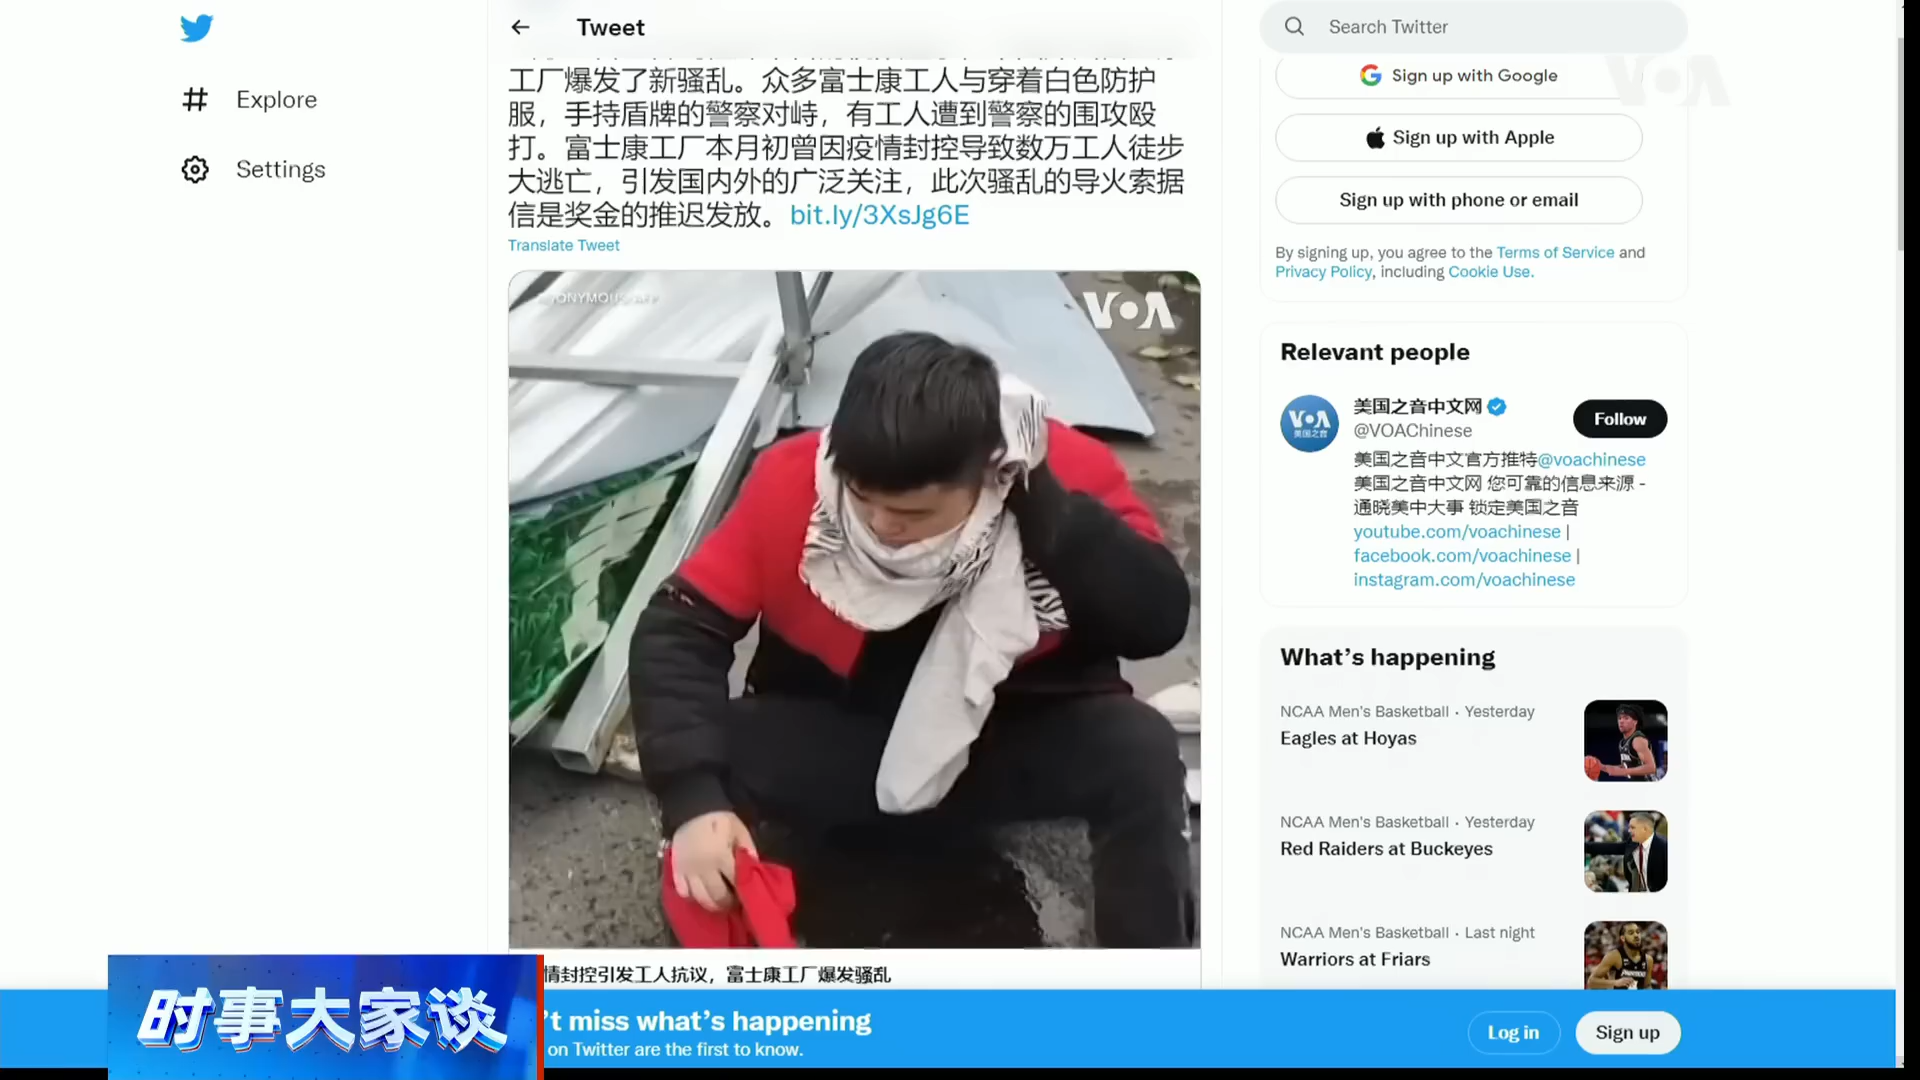 Tweet
工厂爆发了新骚乱。众多富士康工人与穿着白色防护
服，手持盾牌的警察对峙，有工人遭到警察的围攻殴
打。富士康工厂本月初曾因疫情封控导致数万工人徒步
大逃亡，引发国内外的广泛关注，此次骚乱的导火索据
信是奖金的推迟发放。 bit.ly/3XsJg6E
Translate Tweet
VOA
情封控引发工人抗议，富士康工厂爆发骚乱
Explore
Settings
Search Twitter
VOA
Sign up with Google
Sign up with Apple
Sign up with phone or email
By signing up, you agree to the Terms of Service and
Privacy Policy, including Cookie Use.
Relevant people
VOA
美国之音
美国之音中文网
@VOAChinese
Follow
美国之音中文官方推特@voachinese
美国之音中文网 您可靠的信息来源 -
通晓美中大事 锁定美国之音
youtube.com/voachinese |
facebook.com/voachinese |
instagram.com/voachinese
What’s happening
NCAA Men's Basketball · Yesterday
Eagles at Hoyas
NCAA Men's Basketball · Yesterday
Red Raiders at Buckeyes
NCAA Men's Basketball · Last night
Warriors at Friars
时事大家谈
’t miss what’s happening
on Twitter are the first to know.
Log in
Sign up